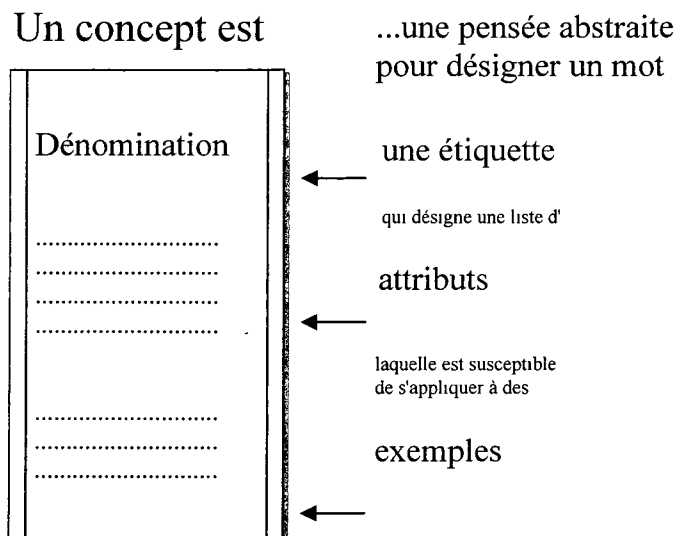 Un concept est
...une pensée abstraite
pour désigner un mot
Dénomination
une étiquette
qui désigne une liste d'
..............................
..............................
..............................
..............................
attributs
laquelle est susceptible
de s'appliquer à des
..............................
..............................
..............................
exemples